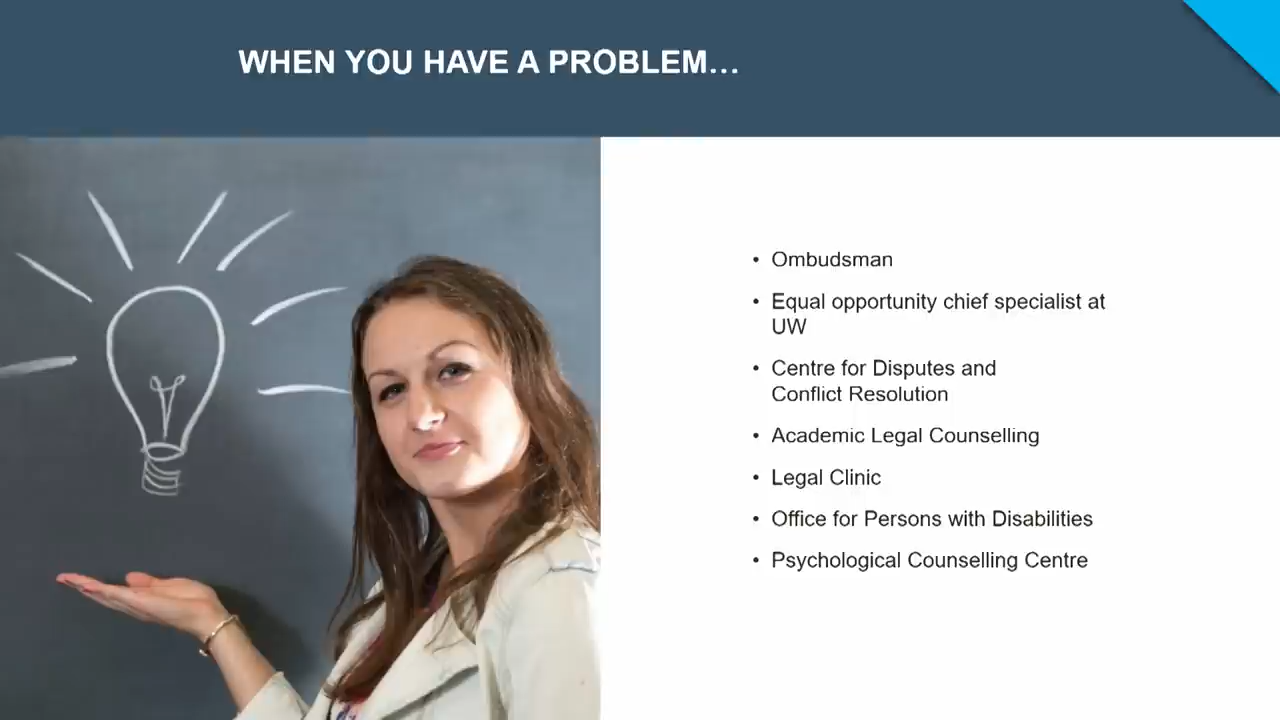 WHEN YOU HAVE A PROBLEM...
• Ombudsman
• Equal opportunity chief specialist at
UW
• Centre for Disputes and
Conflict Resolution
• Academic Legal Counselling
• Legal Clinic
• Office for Persons with Disabilities
• Psychological Counselling Centre